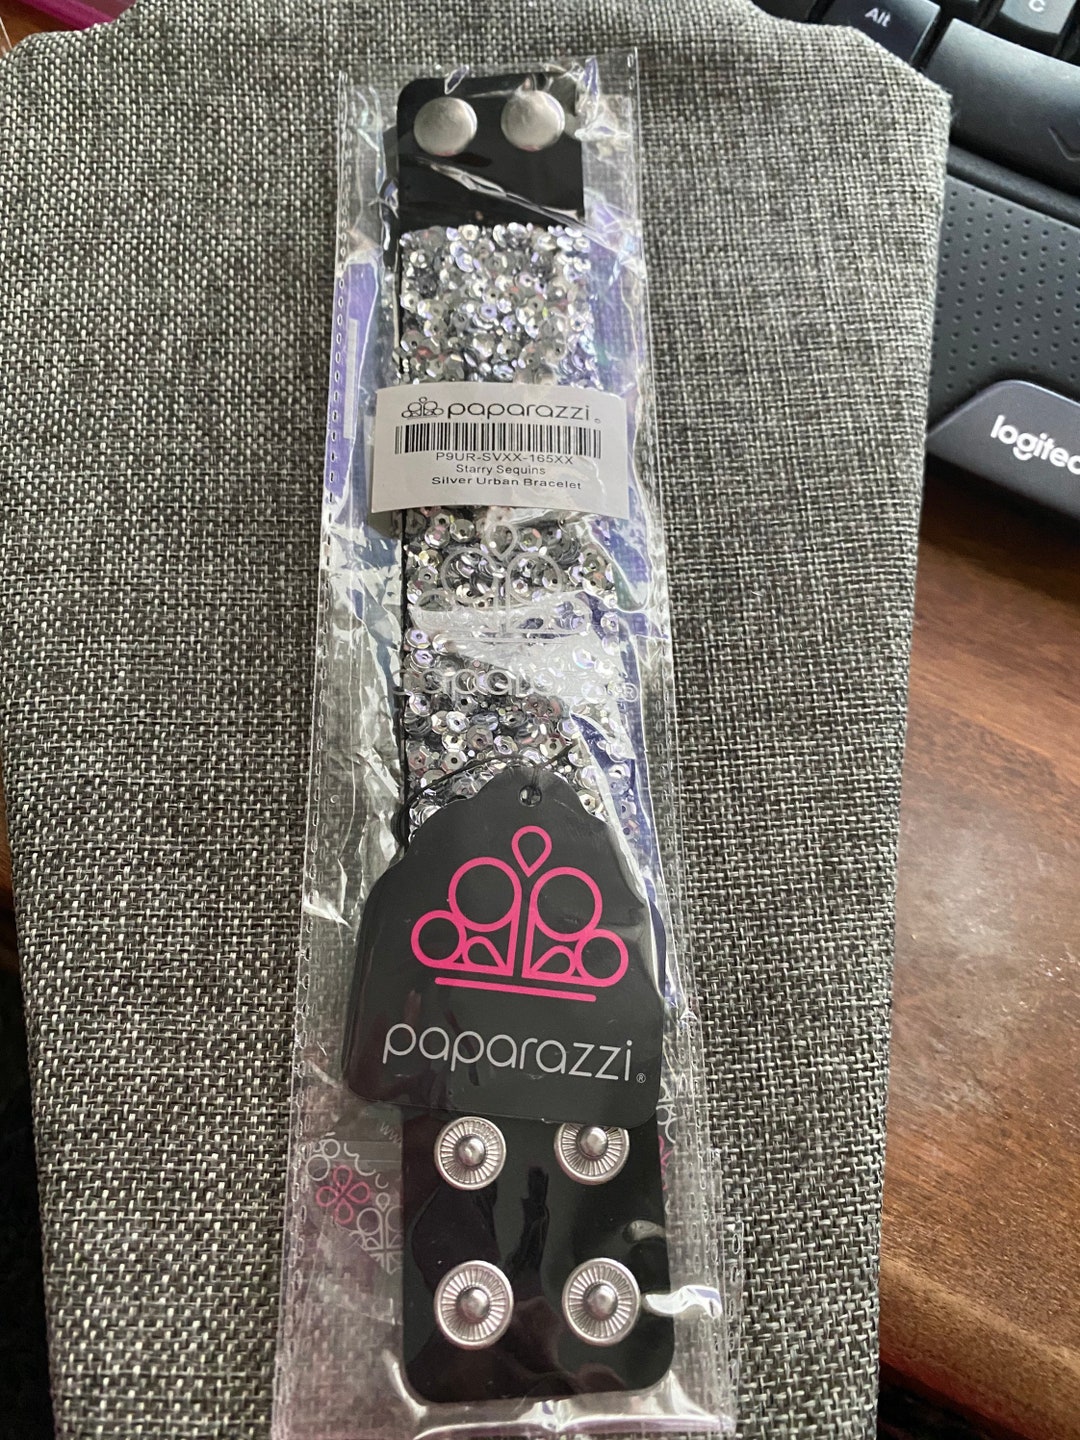 Alt
C
logitec
paparazzi®
P9UR-SVXX-165XX
Starry Sequins
Silver Urban Bracelet
paparazzi®